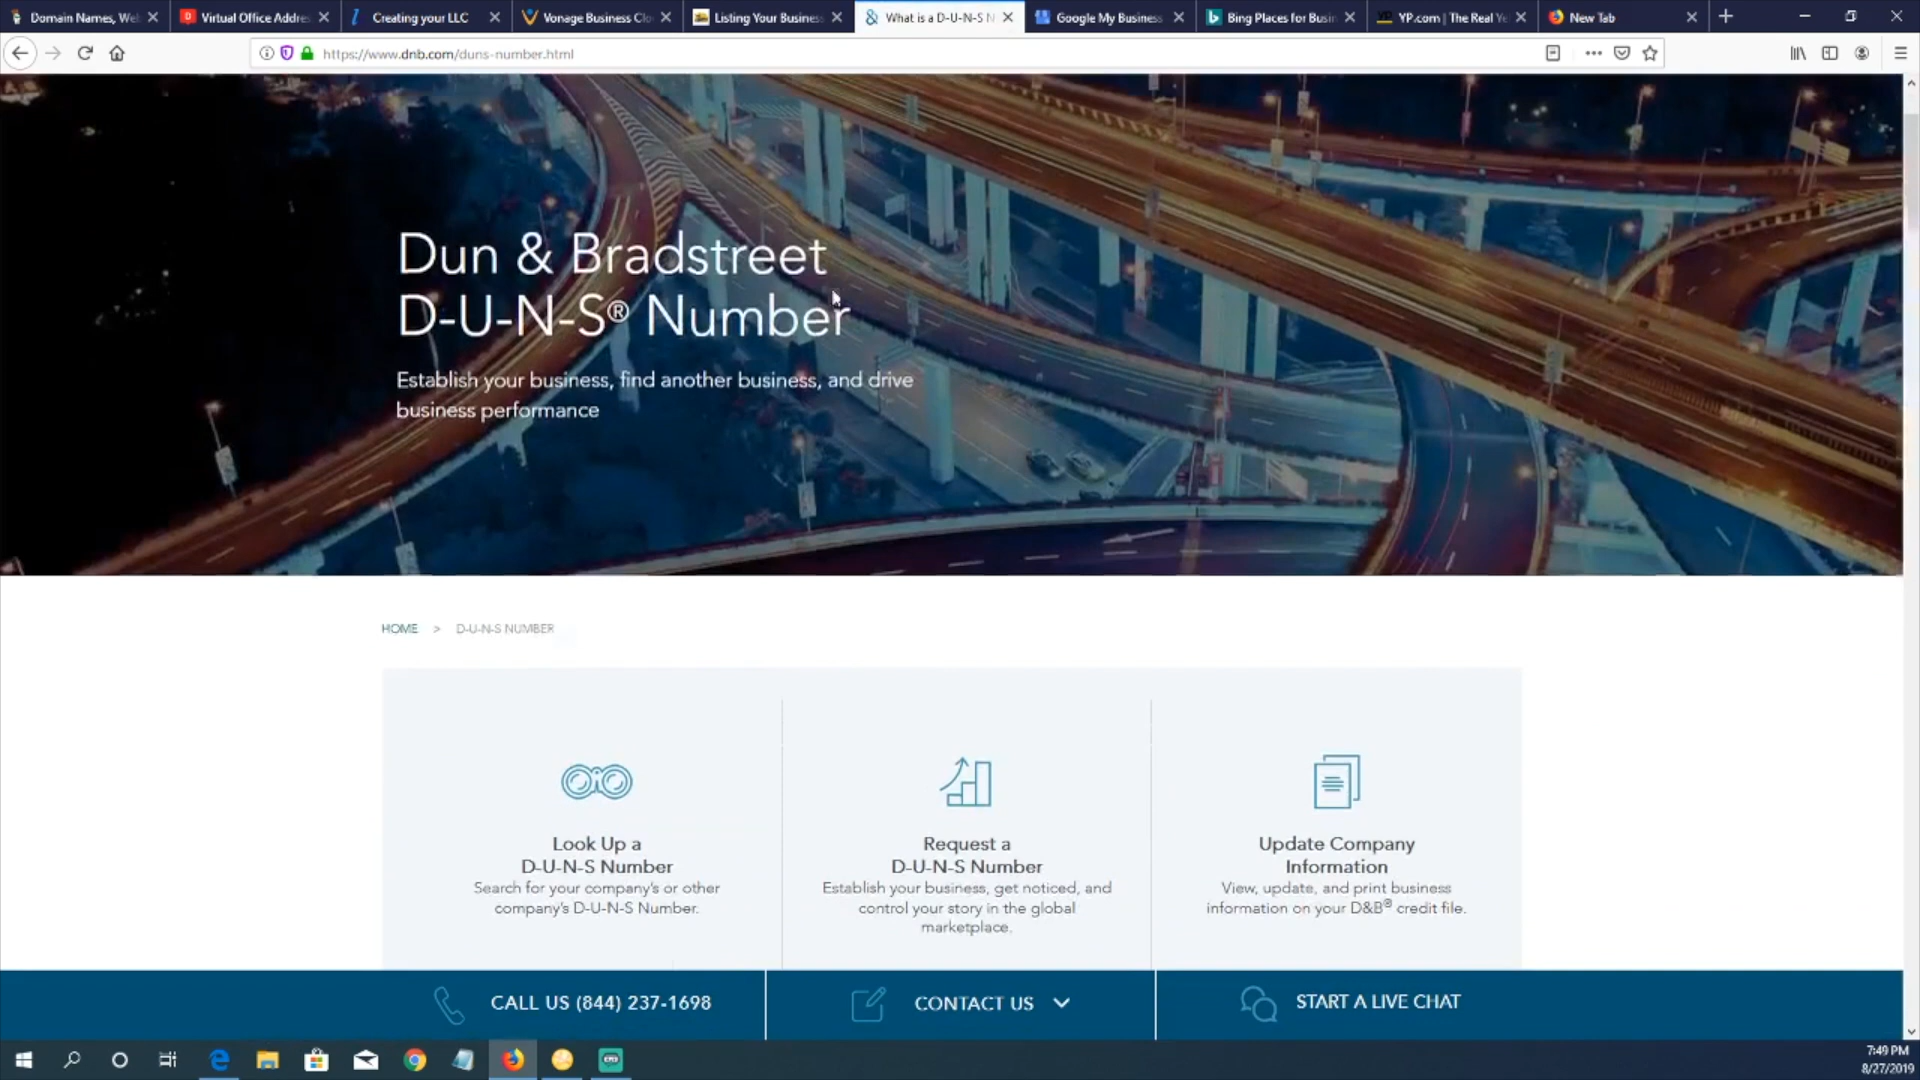 Domain Names, We
Virtual Office Addre
Creating your LLC
Vonage Business Clo
Listing Your Business
What is a D-U-N-S N
Google My Business
Bing Places for Busin
YP.com | The Real Ye
New Tab
https://www.dnb.com/duns-number.html
Dun & Bradstreet
D-U-N-S® Number
Establish your business, find another business, and drive
business performance
HOME > D-U-N-S NUMBER
Look Up a
D-U-N-S Number
Search for your company's or other
company's D-U-N-S Number.
Request a
D-U-N-S Number
Establish your business, get noticed, and
control your story in the global
marketplace.
Update Company
Information
View, update, and print business
information on your D&B® credit file.
CALL US (844) 237-1698
CONTACT US
START A LIVE CHAT
7:49 PM
8/27/2019